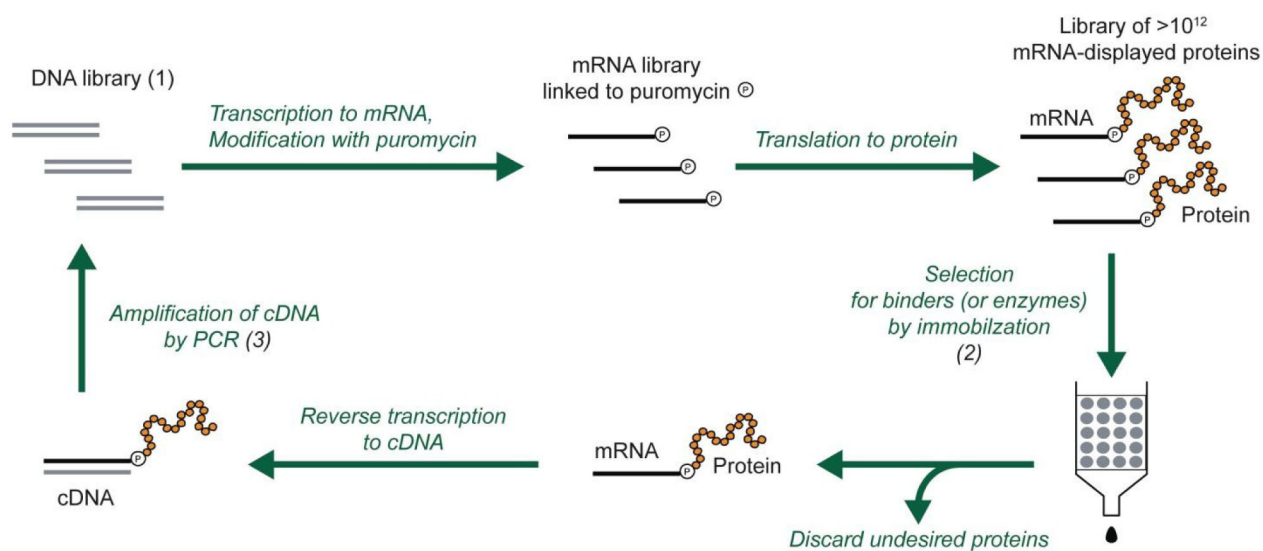 DNA library (1)
Transcription to mRNA,
Modification with puromycin
mRNA library
linked to puromycin Ⓟ
P
P
P
Translation to protein
Library of >10¹²
mRNA-displayed proteins
mRNA
P
P
P
Protein
Selection
for binders (or enzymes)
by immobilzation
(2)
Discard undesired proteins
mRNA
P
Protein
Reverse transcription
to cDNA
P
cDNA
Amplification of cDNA
by PCR (3)